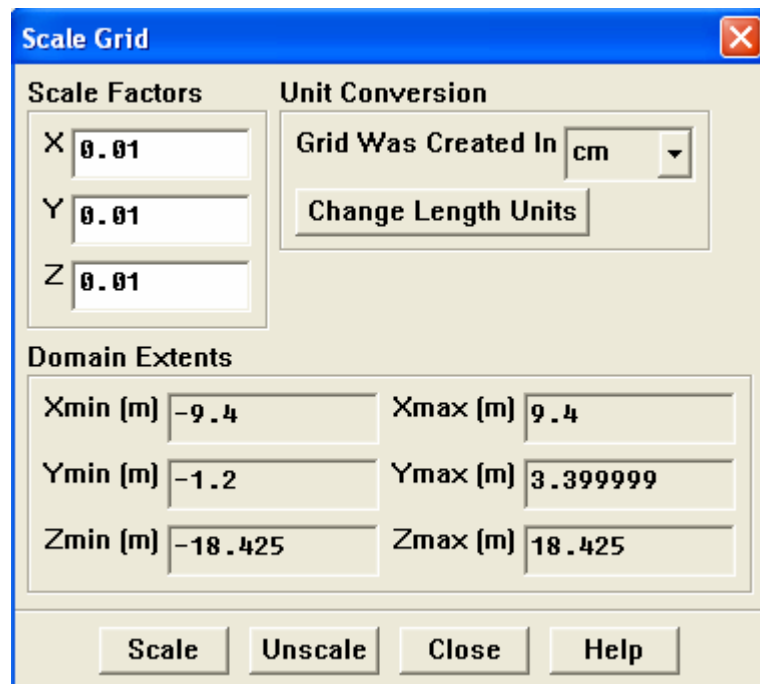 Scale Grid
Scale Factors
X 0.01
Y 0.01
Z 0.01
Unit Conversion
Grid Was Created In cm
Change Length Units
Domain Extents
Xmin (m) -9.4 Xmax (m) 9.4
Ymin (m) -1.2 Ymax (m) 3.399999
Zmin (m) -18.425 Zmax (m) 18.425
Scale Unscale Close Help